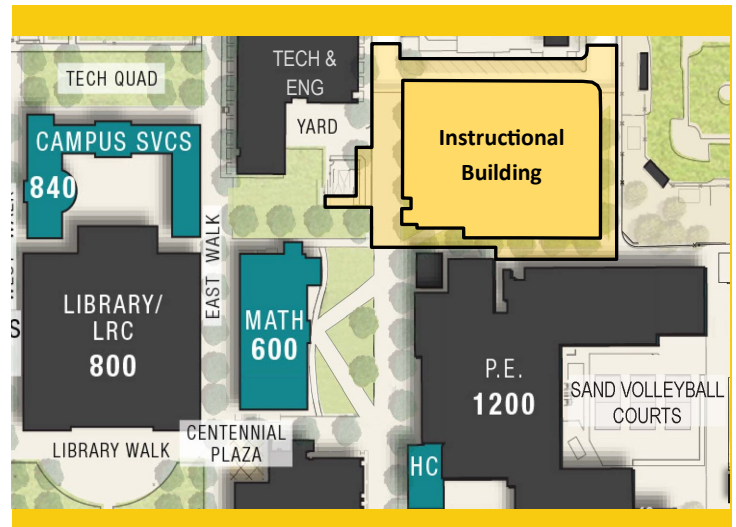 TECH QUAD
TECH &
ENG
YARD
Instructional
Building
CAMPUS SVCS
840
EAST WALK
LIBRARY/
LRC
800
MATH
600
P.E.
1200
SAND VOLLEYBALL
COURTS
LIBRARY WALK
CENTENNIAL
PLAZA
HC